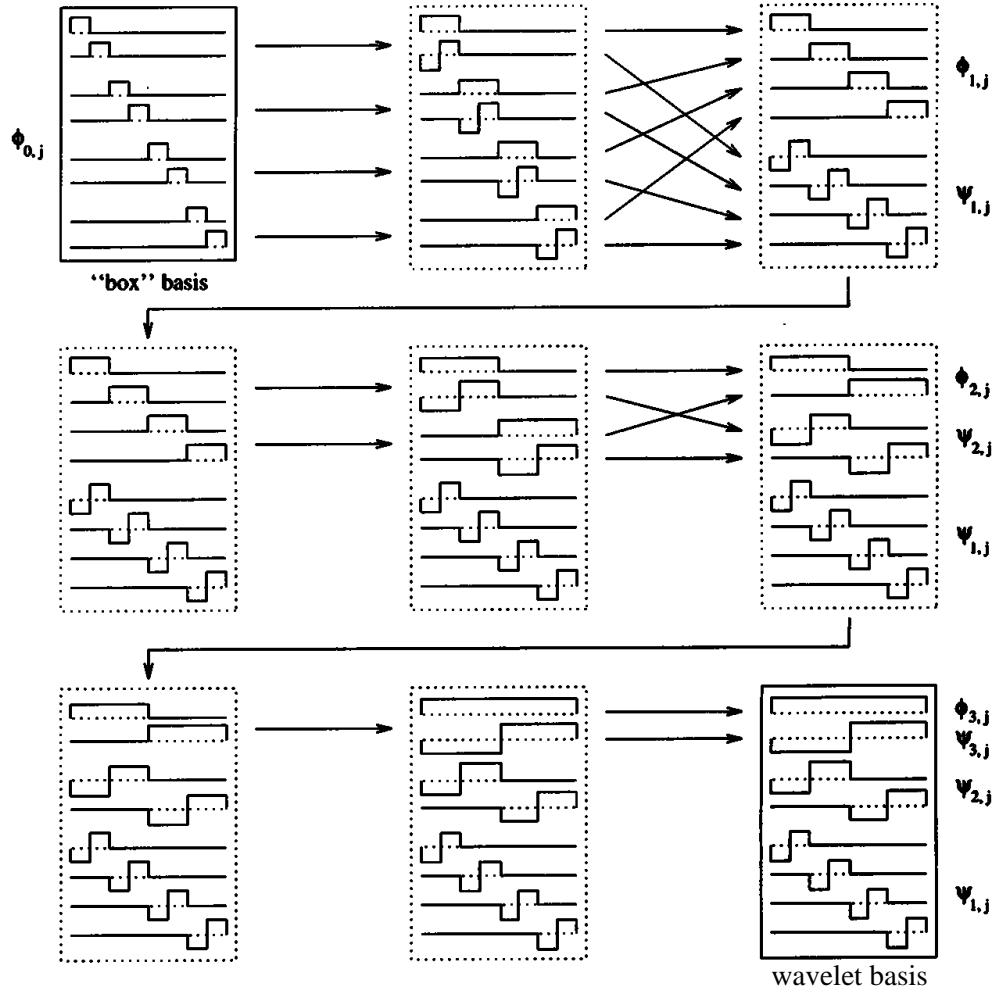 ϕ1,j
ϕ0,j
ψ1,j
“box” basis
ϕ2,j
ψ2,j
ψ1,j
ϕ3,j
ψ3,j
ψ2,j
ψ1,j
wavelet basis